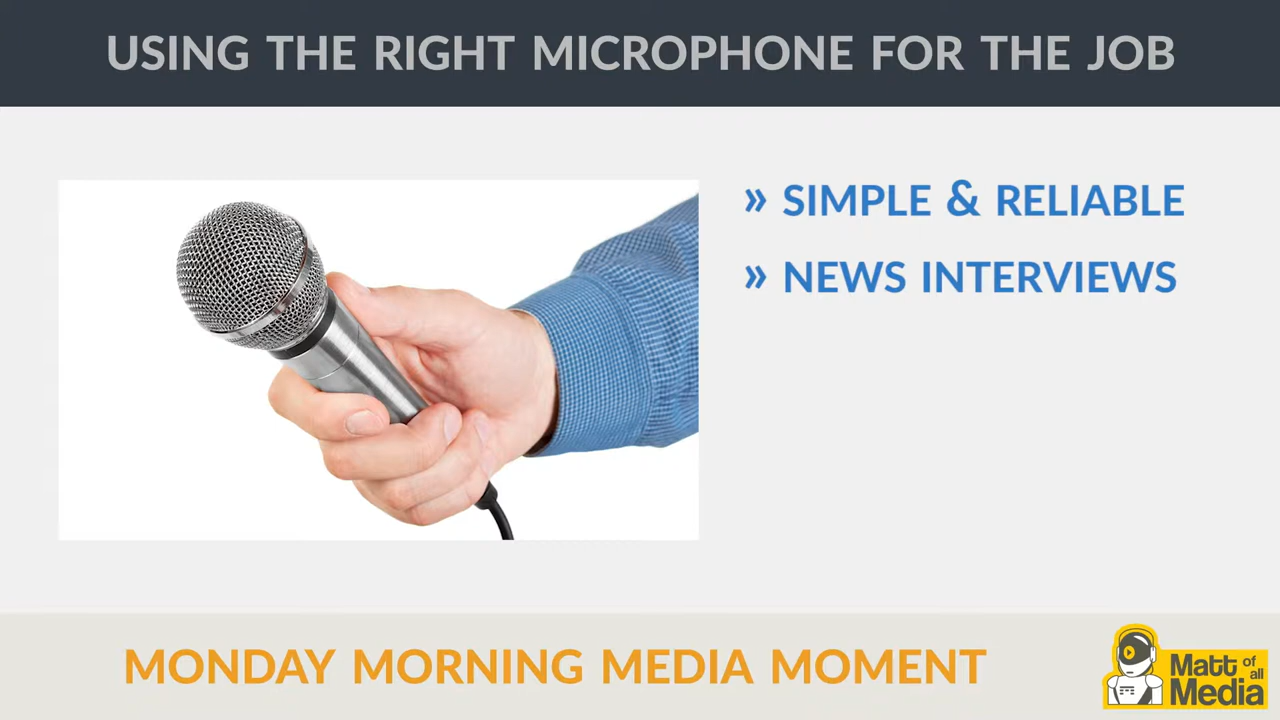 USING THE RIGHT MICROPHONE FOR THE JOB
» SIMPLE & RELIABLE
» NEWS INTERVIEWS
MONDAY MORNING MEDIA MOMENT
Matt of all
Media